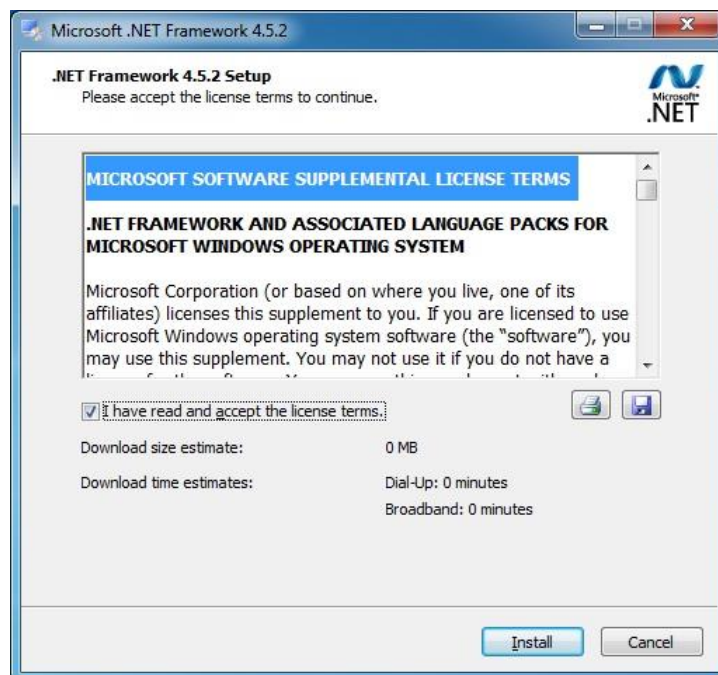 Microsoft .NET Framework 4.5.2
.NET Framework 4.5.2 Setup
Please accept the license terms to continue.
Microsoft®
.NET
MICROSOFT SOFTWARE SUPPLEMENTAL LICENSE TERMS
.NET FRAMEWORK AND ASSOCIATED LANGUAGE PACKS FOR
MICROSOFT WINDOWS OPERATING SYSTEM
Microsoft Corporation (or based on where you live, one of its
affiliates) licenses this supplement to you. If you are licensed to use
Microsoft Windows operating system software (the “software”), you
may use this supplement. You may not use it if you do not have a
I have read and accept the license terms.
Download size estimate: 0 MB
Download time estimates: Dial-Up: 0 minutes
Broadband: 0 minutes
Install Cancel